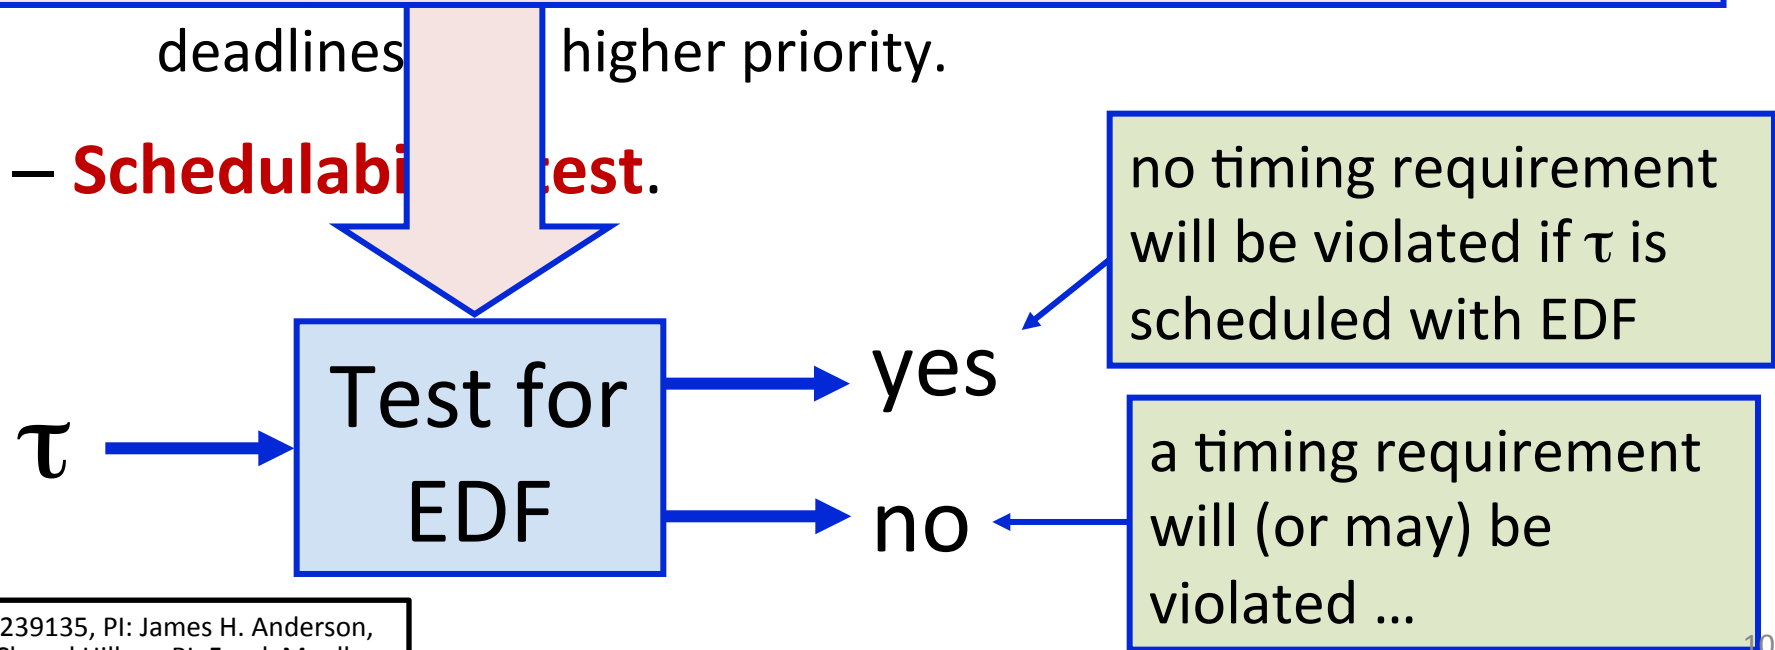 deadlines higher priority.
– Schedulabi test.
no timing requirement
will be violated if τ is
scheduled with EDF
Test for
EDF
τ
yes
no
a timing requirement
will (or may) be
violated ...
239135, PI: James H. Anderson,
10